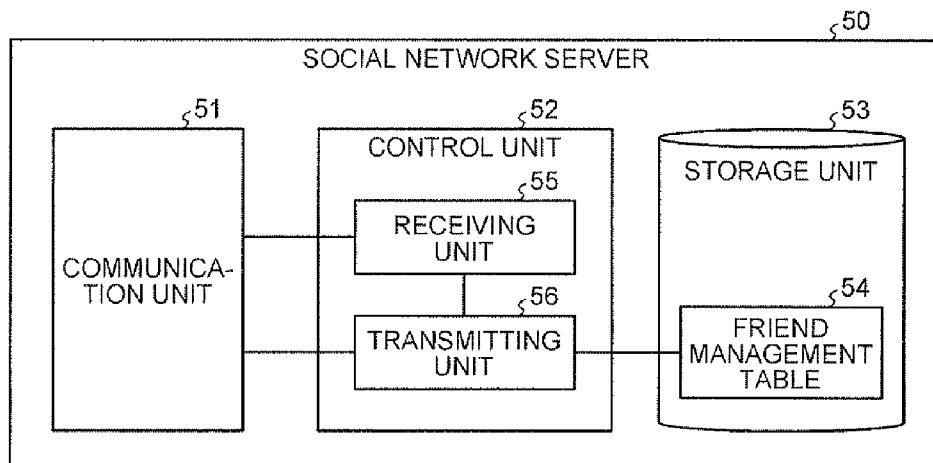 50
SOCIAL NETWORK SERVER
51
52
53
CONTROL UNIT
STORAGE UNIT
55
RECEIVING
UNIT
COMMUNICA-
TION UNIT
56
TRANSMITTING
UNIT
54
FRIEND
MANAGEMENT
TABLE